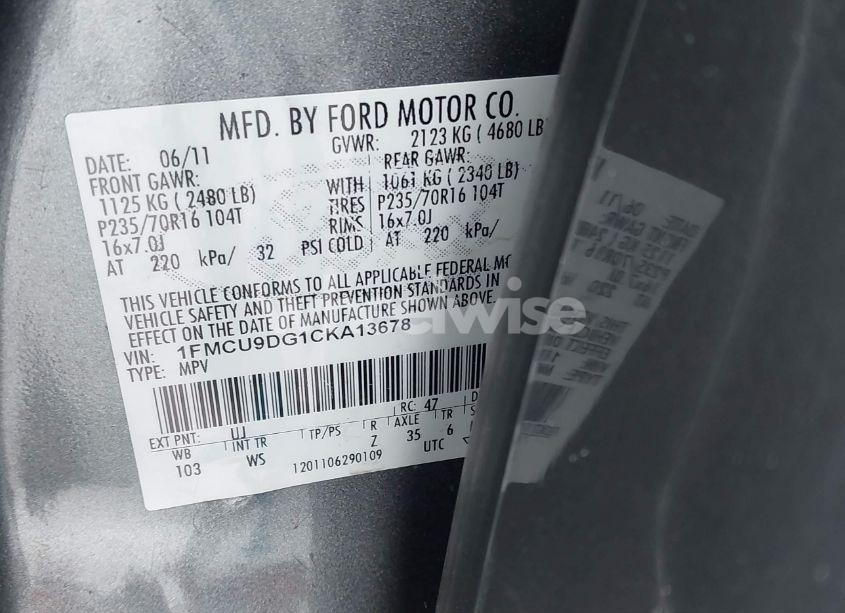 MFD. BY FORD MOTOR CO.
DATE: 06/11 GVWR: 2123 KG ( 4680 LB
FRONT GAWR: REAR GAWR:
1125 KG ( 2480 LB) WITH 1061 KG ( 2340 LB)
P235/70R16 104T TIRES P235/70R16 104T
16x7.0J RIMS 16x7.0J
AT 220 kPa/ 32 PSI COLD AT 220 kPa/
THIS VEHICLE CONFORMS TO ALL APPLICABLE FEDERAL MO
VEHICLE SAFETY AND THEFT PREVENTION STANDARDS IN
EFFECT ON THE DATE OF MANUFACTURE SHOWN ABOVE.
VIN: 1FMCU9DG1CKA13678
TYPE: MPV
EXT PNT: UJ RC: 47
WB INT TR TP/PS R AXLE TR
103 WS Z 35 6
1201106290109 UTC